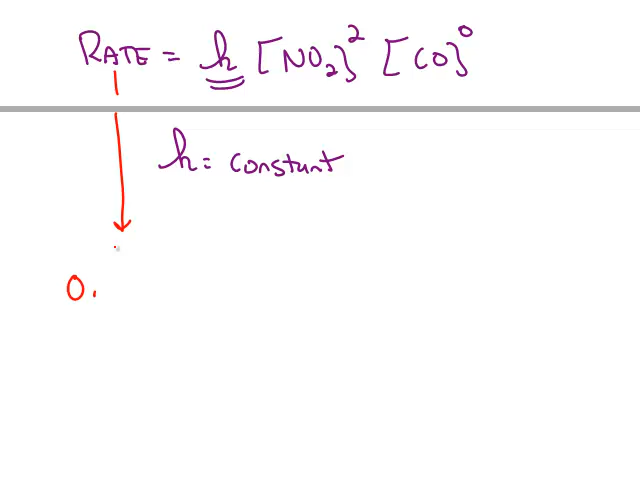 RATE = k [NO₂]² [CO]⁰
k = constant
0.